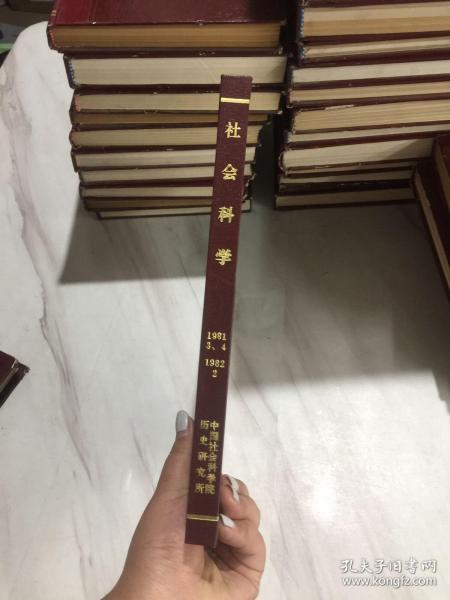 社会科学
1981
3、4
1982
2
中国社会科学院
历史研究所
孔夫子旧书网
www.kongfz.com